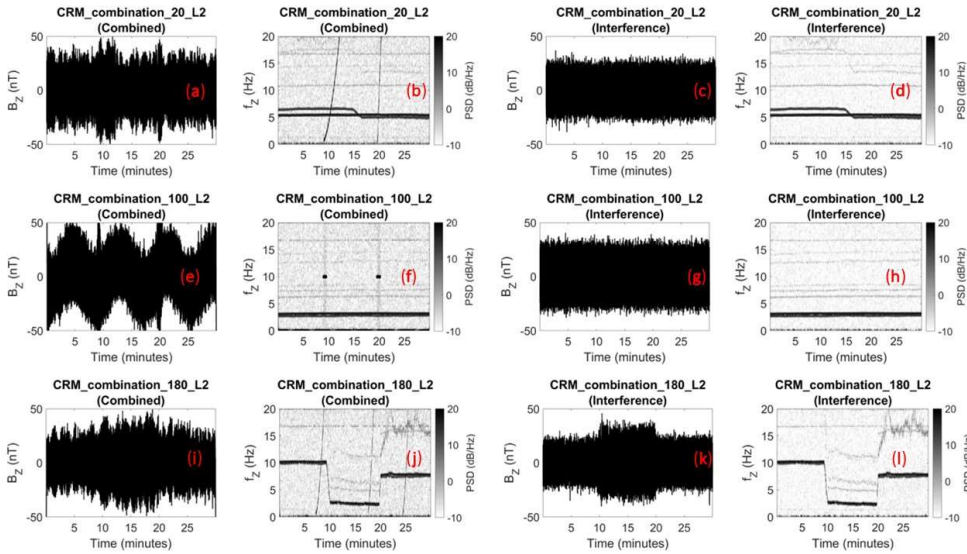 CRM_combination_20_L2
(Combined)
50
0
-50
B_Z (nT)
5 10 15 20 25
Time (minutes)
(a)
CRM_combination_20_L2
(Combined)
20
15
10
5
0
f_Z (Hz)
5 10 15 20 25
Time (minutes)
(b)
20
10
0
-10
PSD (dB/Hz)
CRM_combination_20_L2
(Interference)
50
0
-50
B_Z (nT)
5 10 15 20 25
Time (minutes)
(c)
CRM_combination_20_L2
(Interference)
20
15
10
5
0
f_Z (Hz)
5 10 15 20 25
Time (minutes)
(d)
20
10
0
-10
PSD (dB/Hz)
CRM_combination_100_L2
(Combined)
50
0
-50
B_Z (nT)
5 10 15 20 25
Time (minutes)
(e)
CRM_combination_100_L2
(Combined)
20
15
10
5
0
f_Z (Hz)
5 10 15 20 25
Time (minutes)
(f)
20
10
0
-10
PSD (dB/Hz)
CRM_combination_100_L2
(Interference)
50
0
-50
B_Z (nT)
5 10 15 20 25
Time (minutes)
(g)
CRM_combination_100_L2
(Interference)
20
15
10
5
0
f_Z (Hz)
5 10 15 20 25
Time (minutes)
(h)
20
10
0
-10
PSD (dB/Hz)
CRM_combination_180_L2
(Combined)
50
0
-50
B_Z (nT)
5 10 15 20 25
Time (minutes)
(i)
CRM_combination_180_L2
(Combined)
20
15
10
5
0
f_Z (Hz)
5 10 15 20 25
Time (minutes)
(j)
20
10
0
-10
PSD (dB/Hz)
CRM_combination_180_L2
(Interference)
50
0
-50
B_Z (nT)
5 10 15 20 25
Time (minutes)
(k)
CRM_combination_180_L2
(Interference)
20
15
10
5
0
f_Z (Hz)
5 10 15 20 25
Time (minutes)
(l)
20
10
0
-10
PSD (dB/Hz)